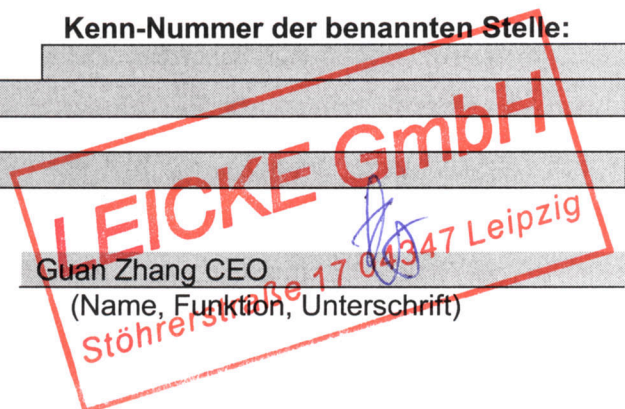 Kenn-Nummer der benannten Stelle:
LEICKE GmbH
Stöhrerstraße 17 04347 Leipzig
Guan Zhang CEO
(Name, Funktion, Unterschrift)